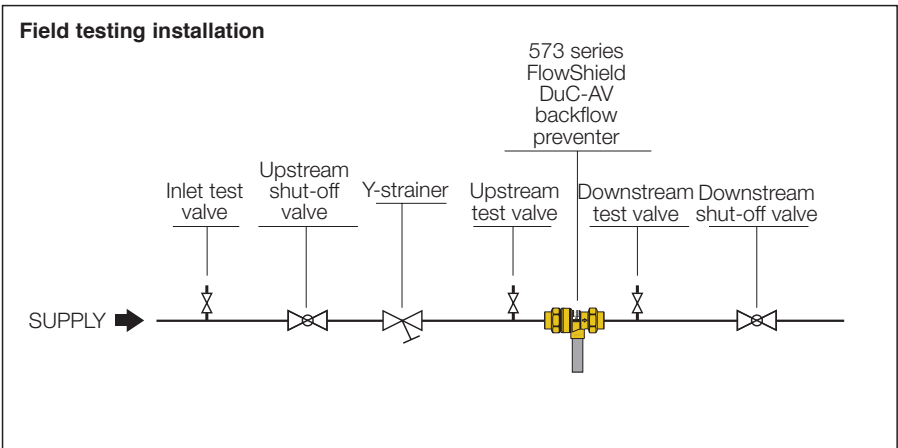 Field testing installation
573 series
FlowShield
DuC-AV
backflow
preventer
Inlet test
valve
Upstream
shut-off
valve
Y-strainer
Upstream
test valve
Downstream
test valve
Downstream
shut-off valve
SUPPLY